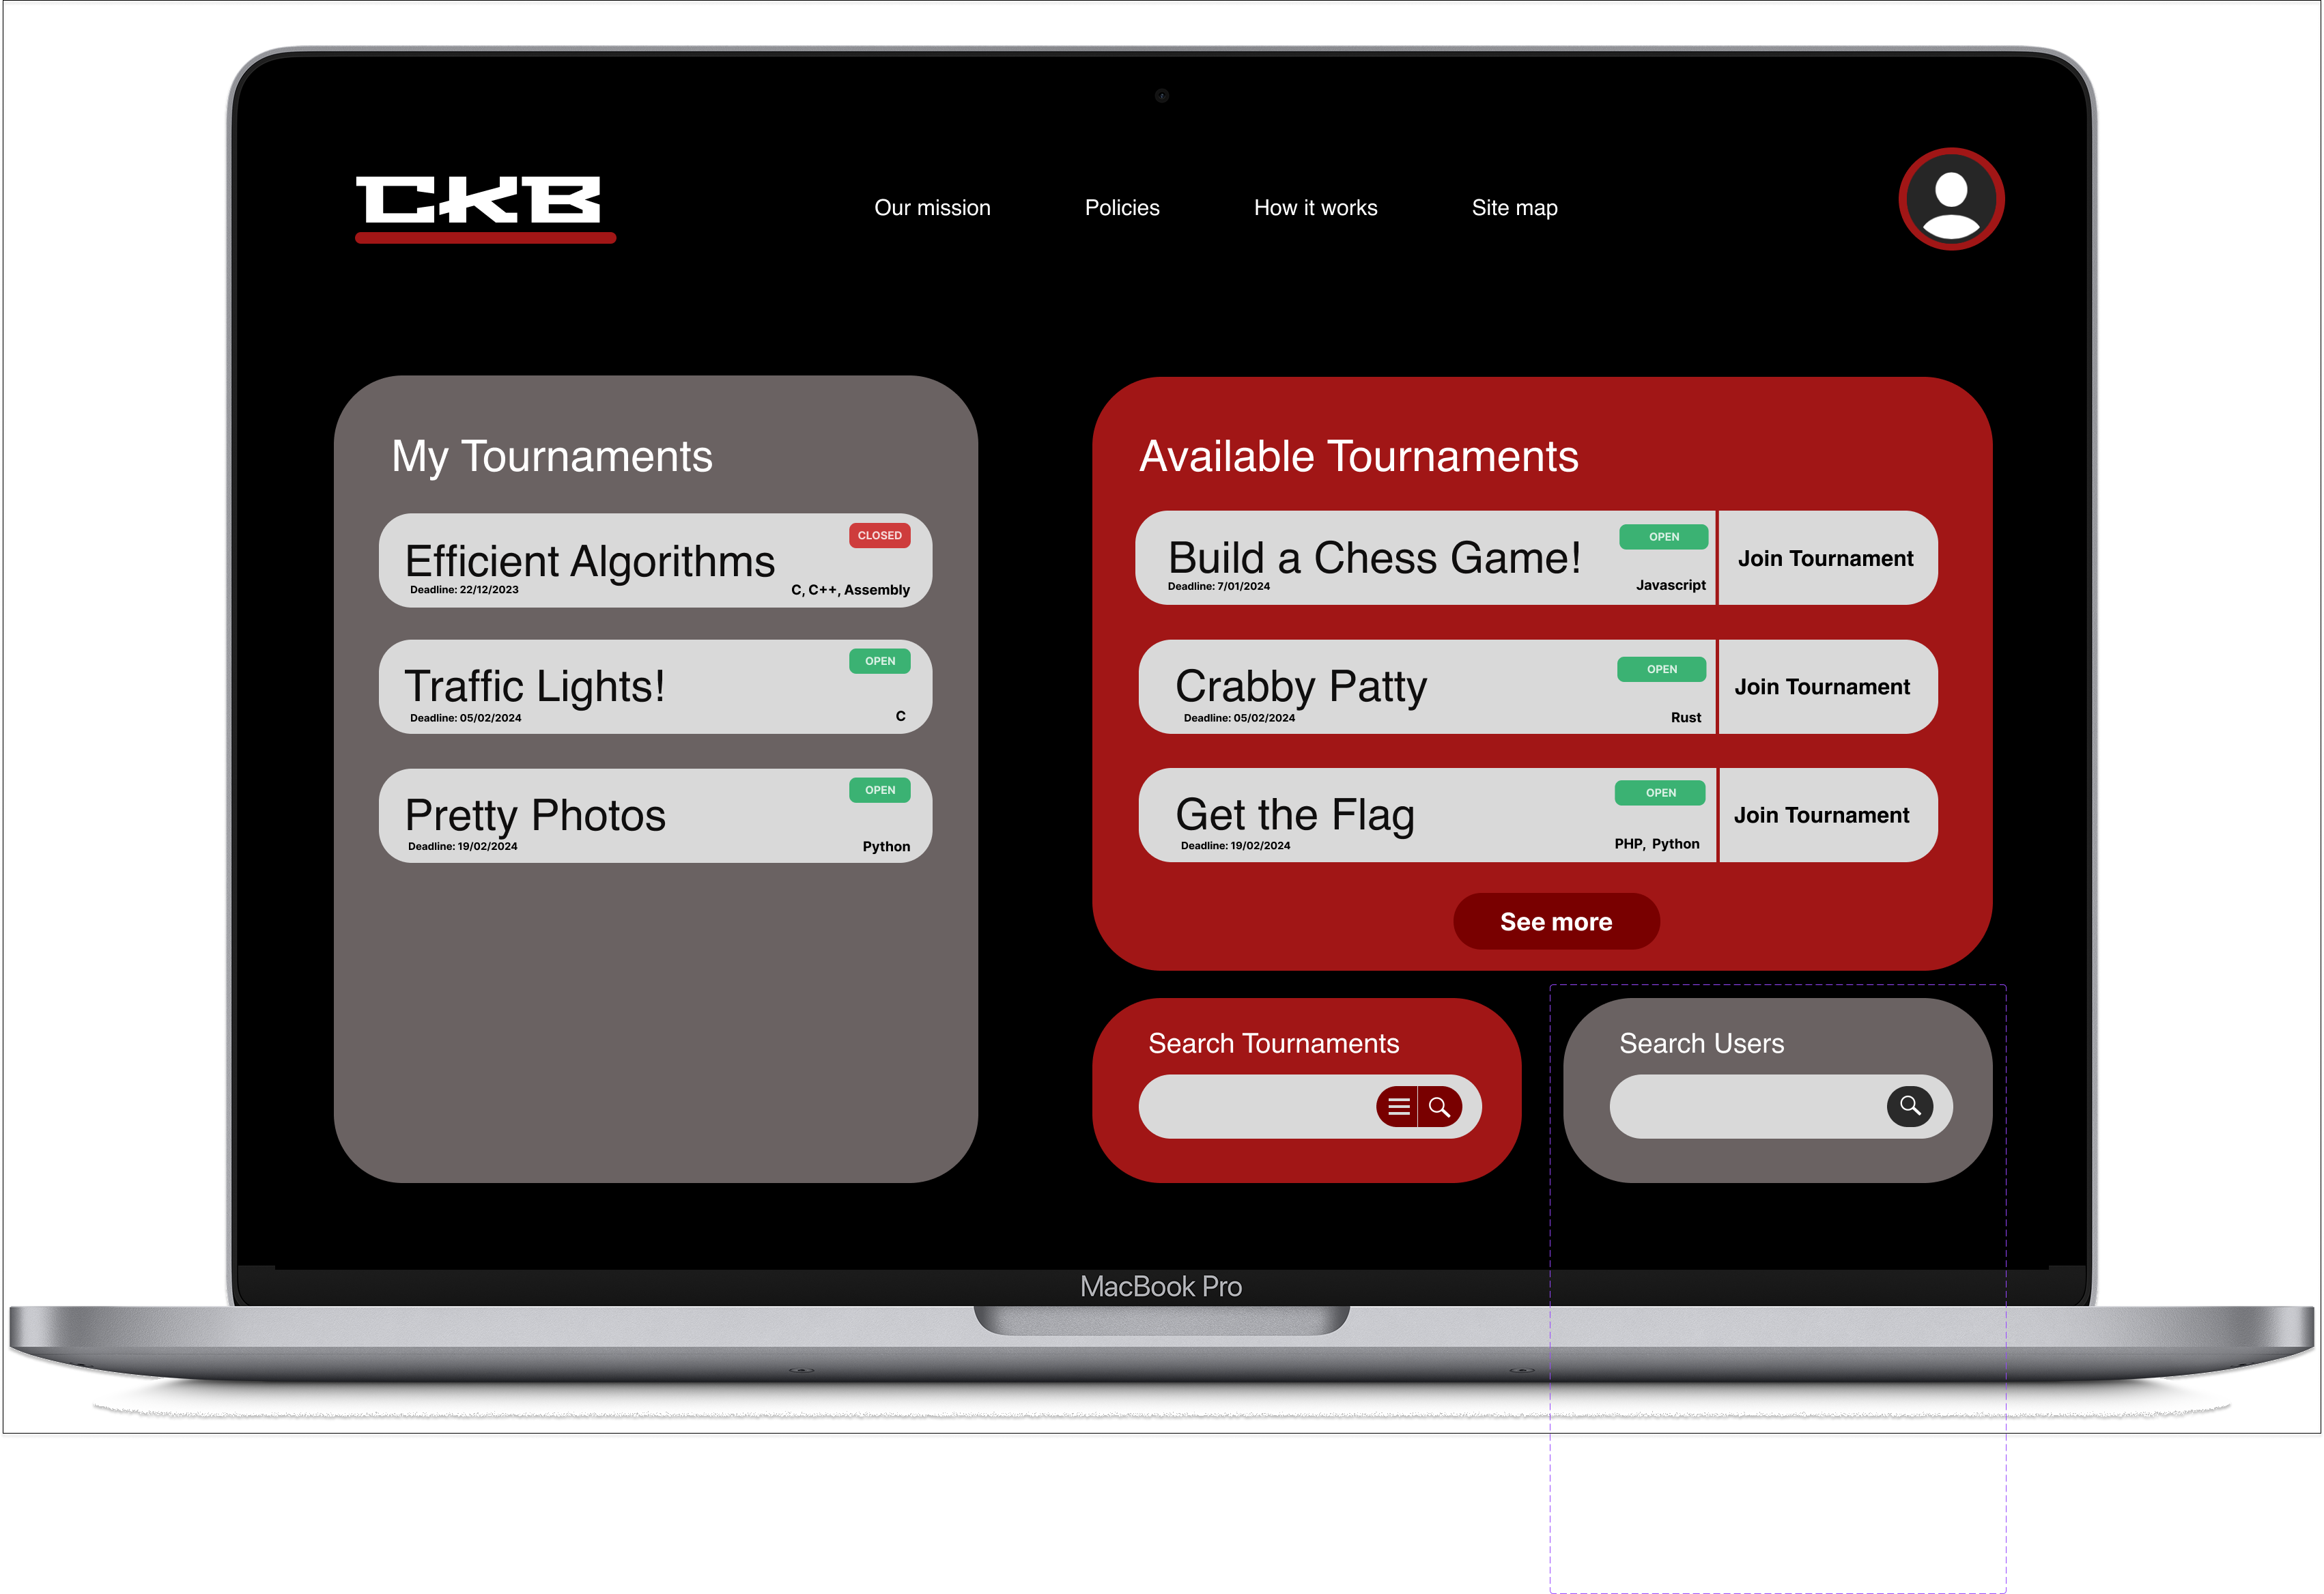 CKB
Our mission
Policies
How it works
Site map
My Tournaments
Efficient Algorithms
CLOSED
Deadline: 22/12/2023
C, C++, Assembly
Traffic Lights!
OPEN
Deadline: 05/02/2024
C
Pretty Photos
OPEN
Deadline: 19/02/2024
Python
Available Tournaments
Build a Chess Game!
OPEN
Deadline: 7/01/2024
Javascript
Join Tournament
Crabby Patty
OPEN
Deadline: 05/02/2024
Rust
Join Tournament
Get the Flag
OPEN
Deadline: 19/02/2024
PHP, Python
Join Tournament
See more
Search Tournaments
Search Users
MacBook Pro